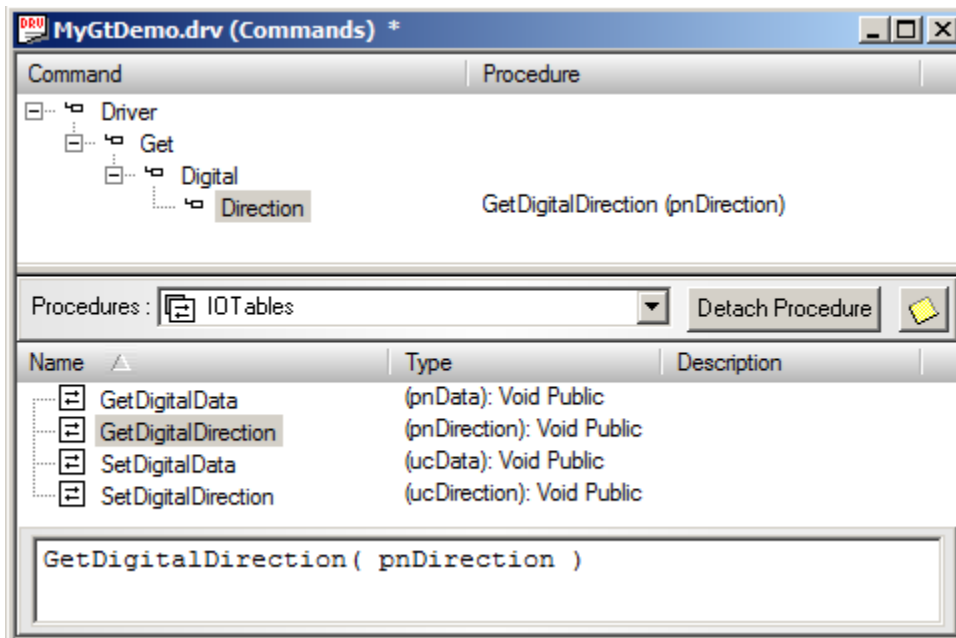 MyGtDemo.drv (Commands) *
Command Procedure
Driver
Get
Digital
Direction GetDigitalDirection (pnDirection)
Procedures : IOTables Detach Procedure
Name Type Description
GetDigitalData (pnData): Void Public
GetDigitalDirection (pnDirection): Void Public
SetDigitalData (ucData): Void Public
SetDigitalDirection (ucDirection): Void Public
GetDigitalDirection( pnDirection )